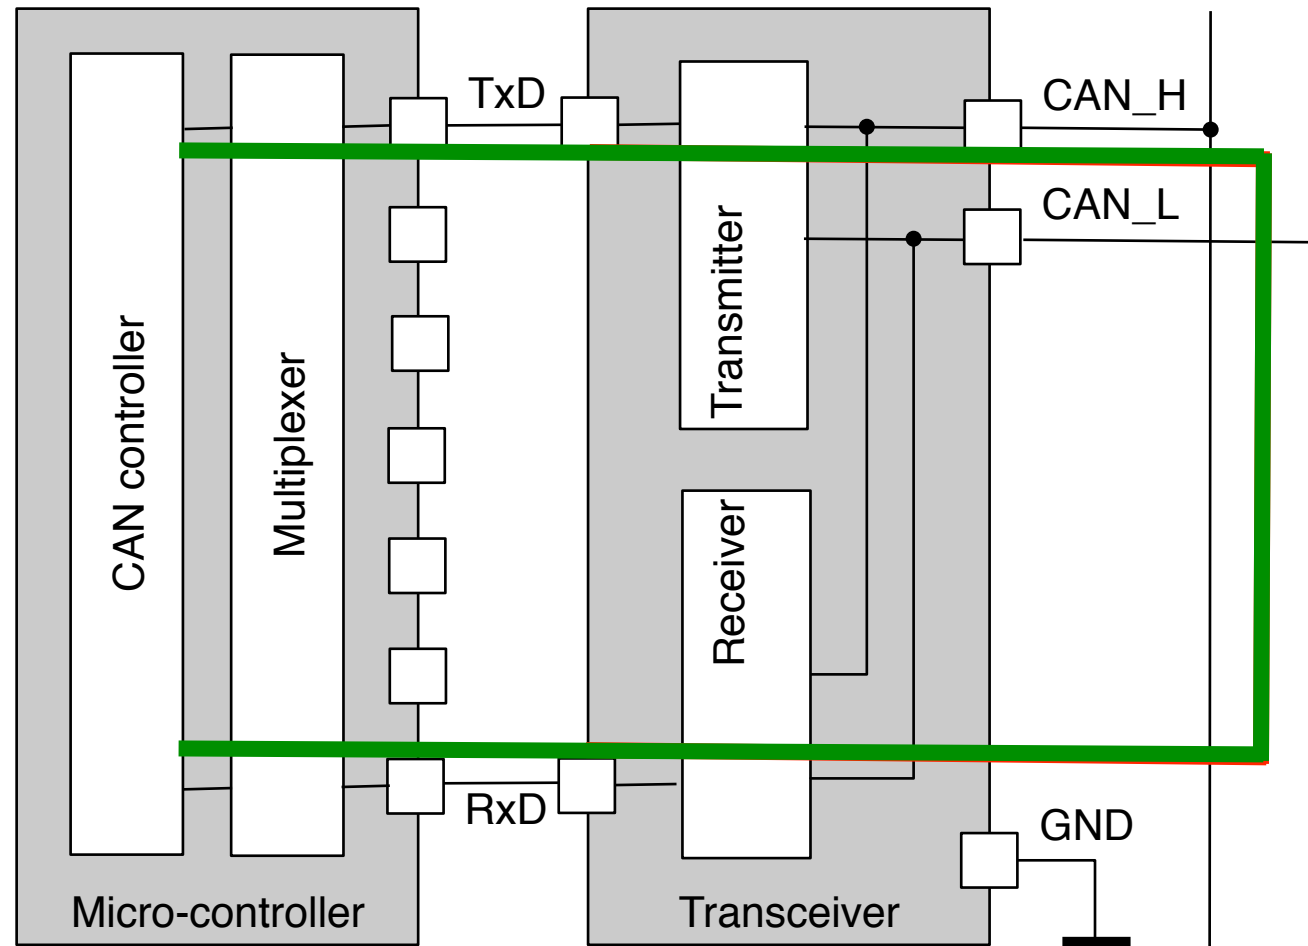 TxD
CAN_H
CAN_L
CAN controller
Multiplexer
Transmitter
Receiver
RxD
GND
Micro-controller
Transceiver